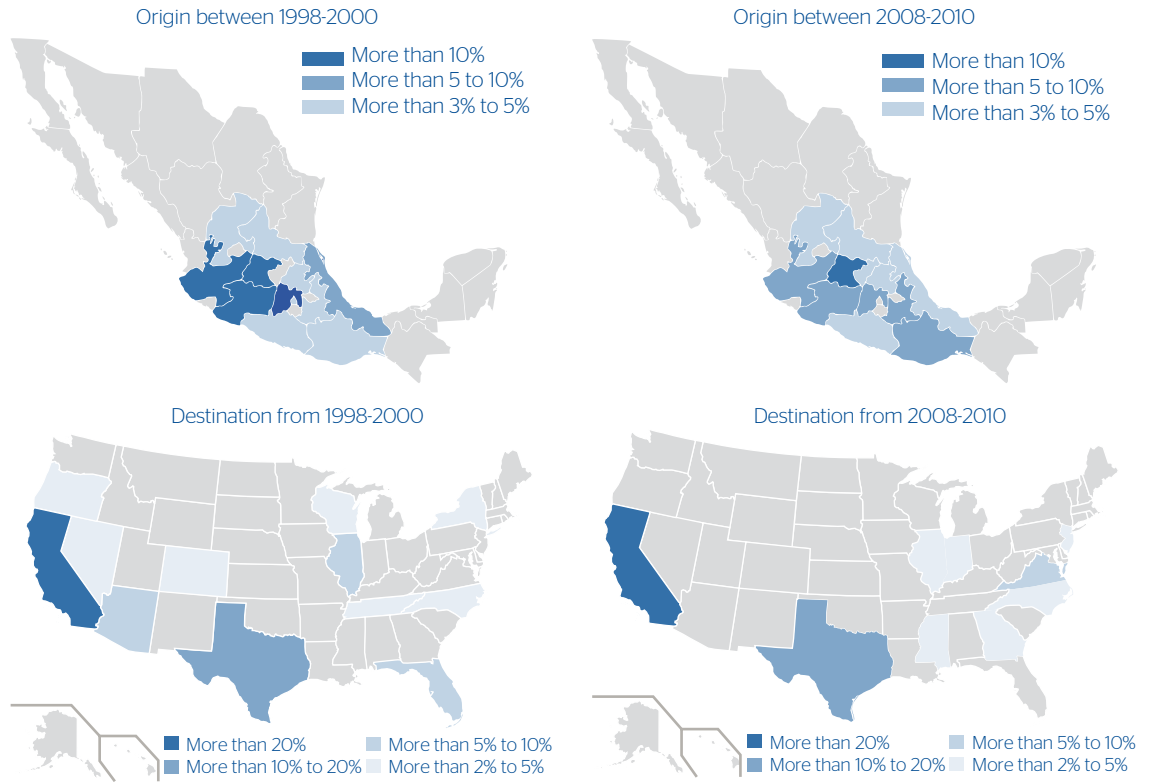 Origin between 1998-2000
More than 10%
More than 5 to 10%
More than 3% to 5%
Origin between 2008-2010
More than 10%
More than 5 to 10%
More than 3% to 5%
Destination from 1998-2000
More than 20%
More than 10% to 20%
More than 5% to 10%
More than 2% to 5%
Destination from 2008-2010
More than 20%
More than 10% to 20%
More than 5% to 10%
More than 2% to 5%